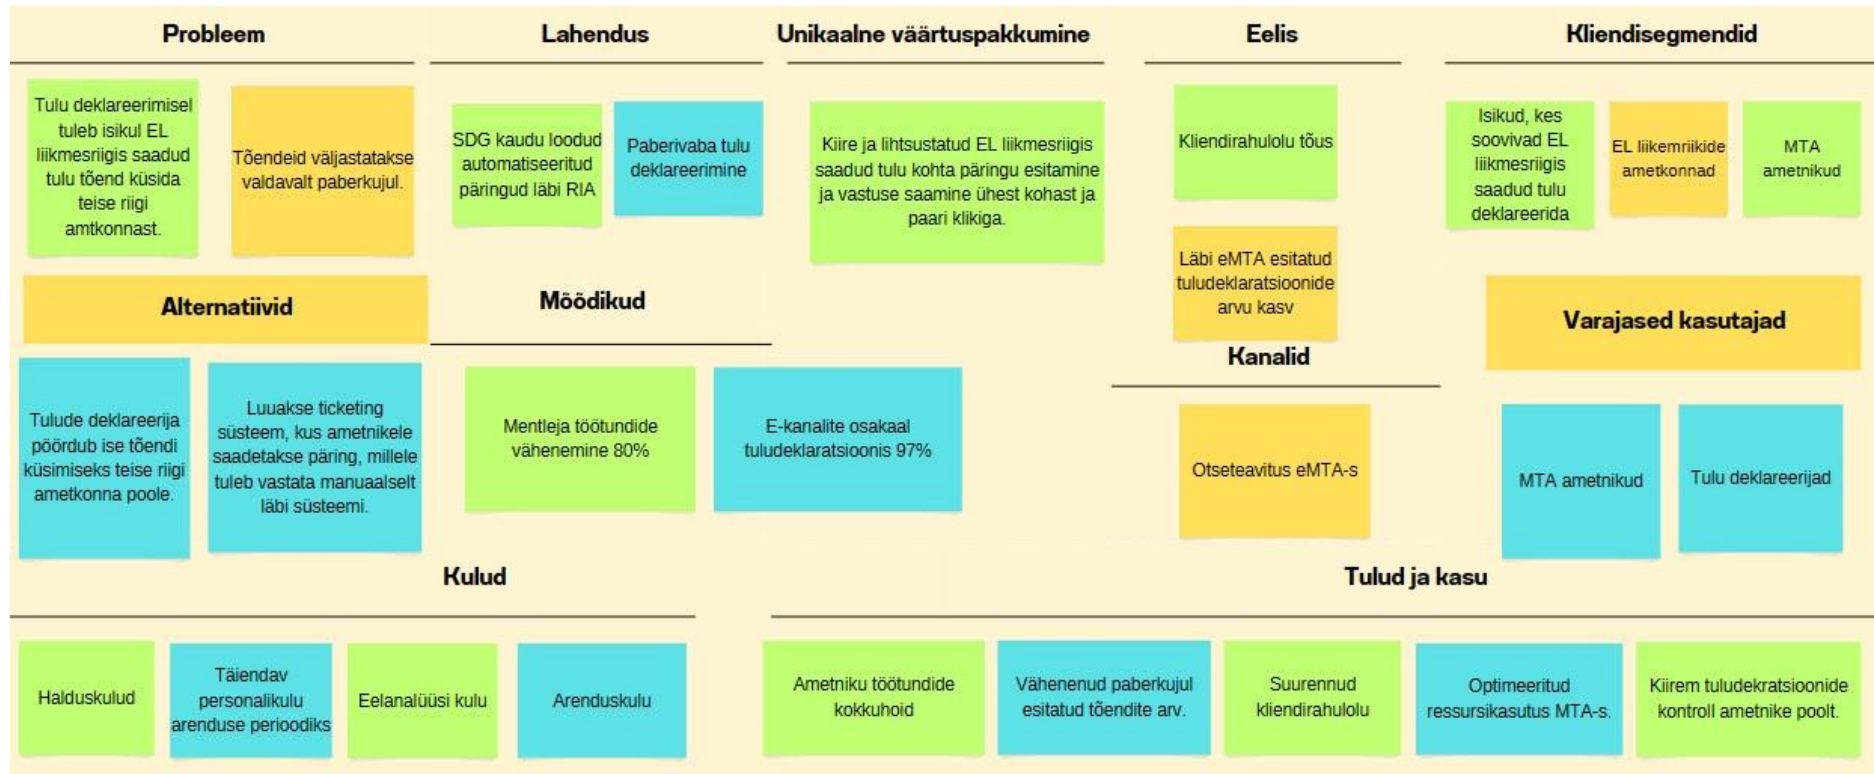 Probleem
Lahendus
Unikaalne väärtuspakkumine
Eelis
Kliendisegmendid
Tulu deklareerimisel
tuleb isikul EL
liikmesriigis saadud
tulu tõend küsida
teise riigi
amtkonnast.
Tõendeid väljastatakse
valdavalt paberkujul.
SDG kaudu loodud
automatiseeritud
päringud läbi RIA
Paberivaba tulu
deklareerimine
Kiire ja lihtsustatud EL liikmesriigis
saadud tulu kohta päringu esitamine
ja vastuse saamine ühest kohast ja
paari klikiga.
Kliendirahulolu tõus
Läbi eMTA esitatud
tuludeklaratsioonide
arvu kasv
Isikud, kes
soovivad EL
liikmesriigis
saadud tulu
deklareerida
EL liikemriikide
ametkonnad
MTA
ametnikud
Alternatiivid
Mõõdikud
Kanalid
Varajased kasutajad
Tulude deklareerija
pöördub ise tõendi
küsimiseks teise riigi
ametkonna poole.
Luuakse ticketing
süsteem, kus ametnikele
saadetakse päring, millele
tuleb vastata manuaalselt
läbi süsteemi.
Mentleja töötundide
vähenemine 80%
E-kanalite osakaal
tuludeklaratsioonis 97%
Otseteavitus eMTA-s
MTA ametnikud
Tulu deklareerijad
Kulud
Tulud ja kasu
Halduskulud
Täiendav
personalikulu
arenduse perioodiks
Eelanalüüsi kulu
Arenduskulu
Ametniku töötundide
kokkuhoid
Vähenenud paberkujul
esitatud tõendite arv.
Suurennud
kliendirahulolu
Optimeeritud
ressursikasutus MTA-s.
Kiirem tuludekratsioonide
kontroll ametnike poolt.